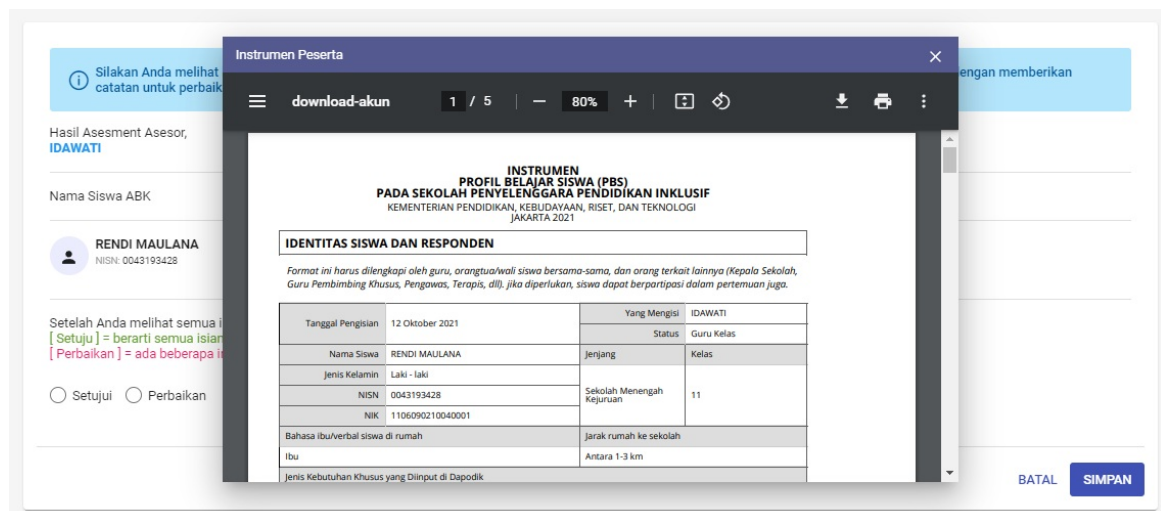 Instrumen Peserta
Silakan Anda melihat
engan memberikan
catatan untuk perbaik
download-akun
1 / 5
80%
Hasil Asesment Asesor,
IDAWATI
Nama Siswa ABK
RENDI MAULANA
NISN: 0043193428
Setelah Anda melihat semua i
[ Setuju ] = berarti semua isian
[ Perbaikan ] = ada beberapa i
Setujui
Perbaikan
INSTRUMEN
PROFIL BELAJAR SISWA (PBS)
PADA SEKOLAH PENYELENGGARA PENDIDIKAN INKLUSIF
KEMENTERIAN PENDIDIKAN, KEBUDAYAAN, RISET, DAN TEKNOLOGI
JAKARTA 2021
IDENTITAS SISWA DAN RESPONDEN
Format ini harus dilengkapi oleh guru, orangtua/wali siswa bersama-sama, dan orang terkait lainnya (Kepala Sekolah,
Guru Pembimbing Khusus, Pengawas, Terapis, dll). jika diperlukan, siswa dapat berpartipasi dalam pertemuan juga.
Tanggal Pengisian 12 Oktober 2021
Yang Mengisi IDAWATI
Status Guru Kelas
Nama Siswa RENDI MAULANA
Jenjang Kelas
Jenis Kelamin Laki - laki
NISN 0043193428
Sekolah Menengah
Kejuruan
11
NIK 1106090210040001
Bahasa ibu/verbal siswa di rumah Jarak rumah ke sekolah
Ibu Antara 1-3 km
Jenis Kebutuhan Khusus yang Diinput di Dapodik
BATAL
SIMPAN